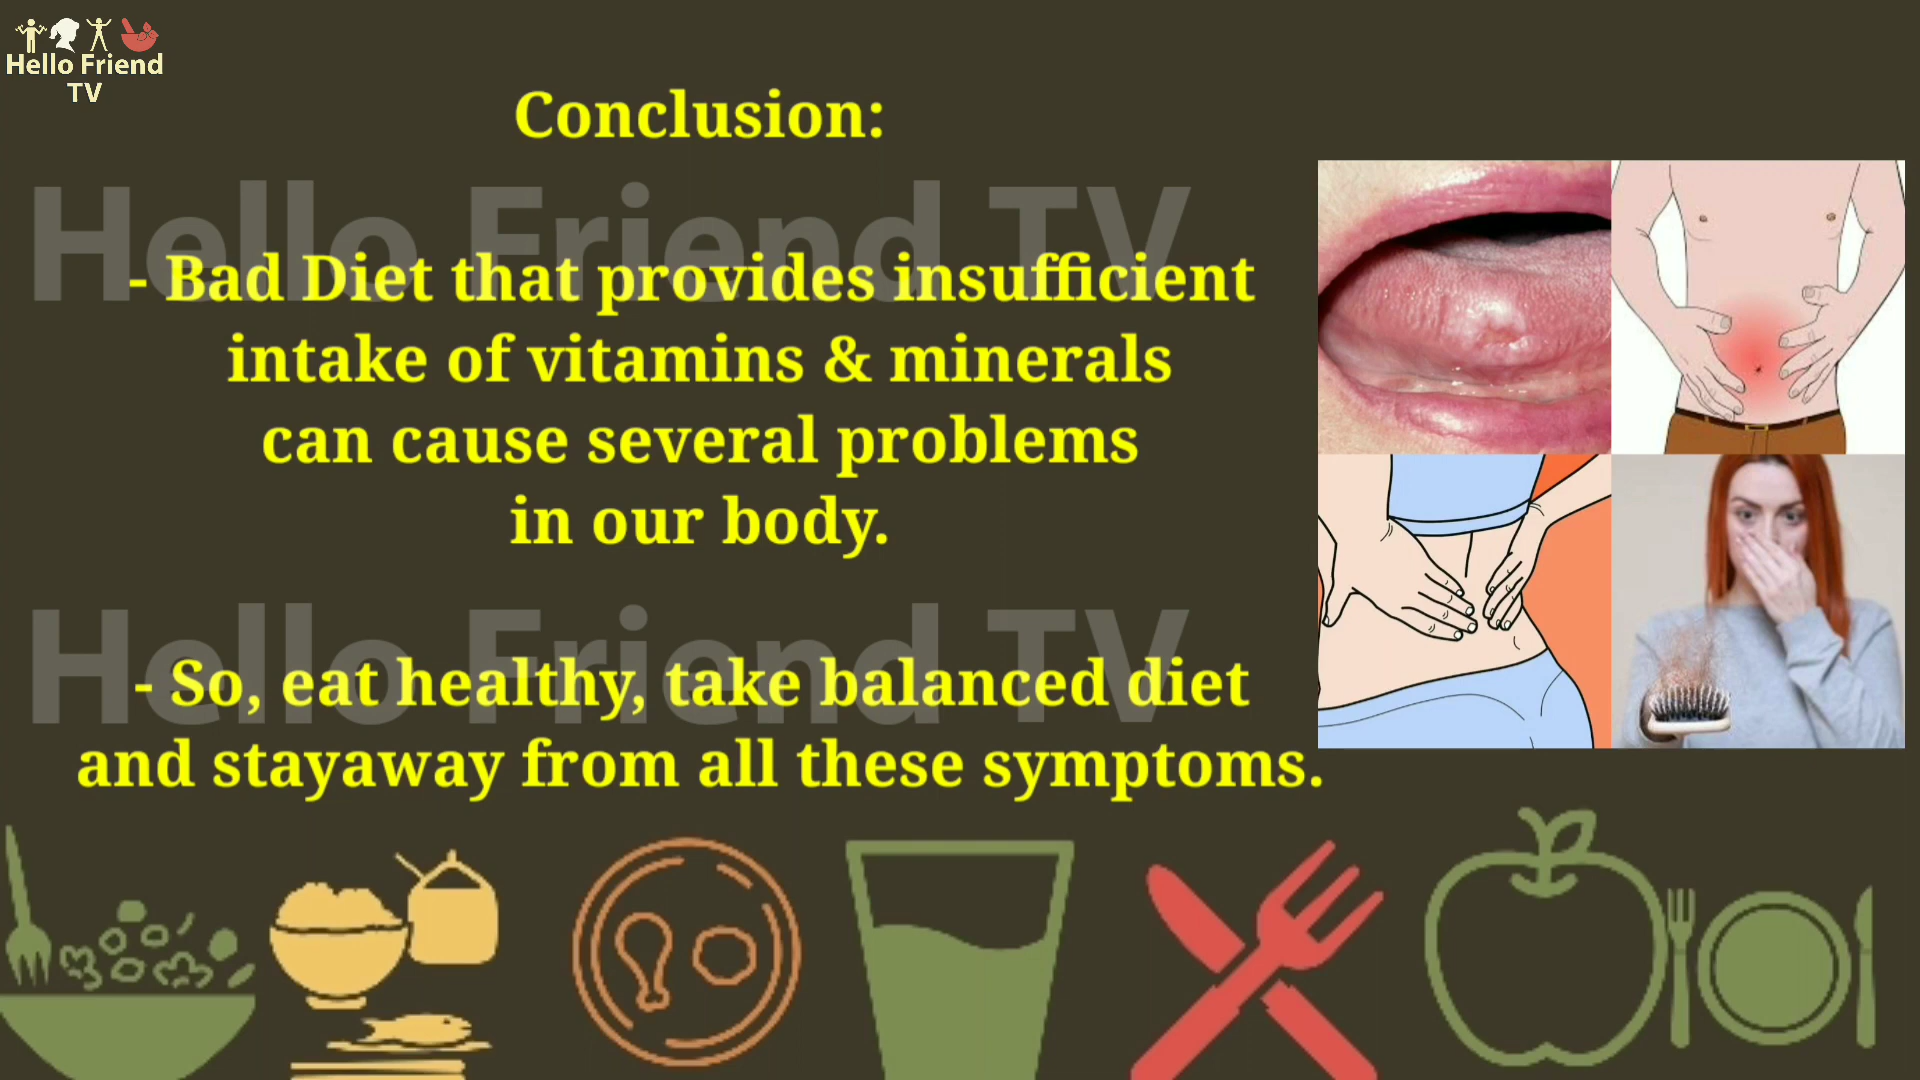 Hello Friend
TV
Conclusion:
Hello Friend TV
- Bad Diet that provides insufficient
intake of vitamins & minerals
can cause several problems
in our body.
Hello Friend TV
- So, eat healthy, take balanced diet
and stayaway from all these symptoms.